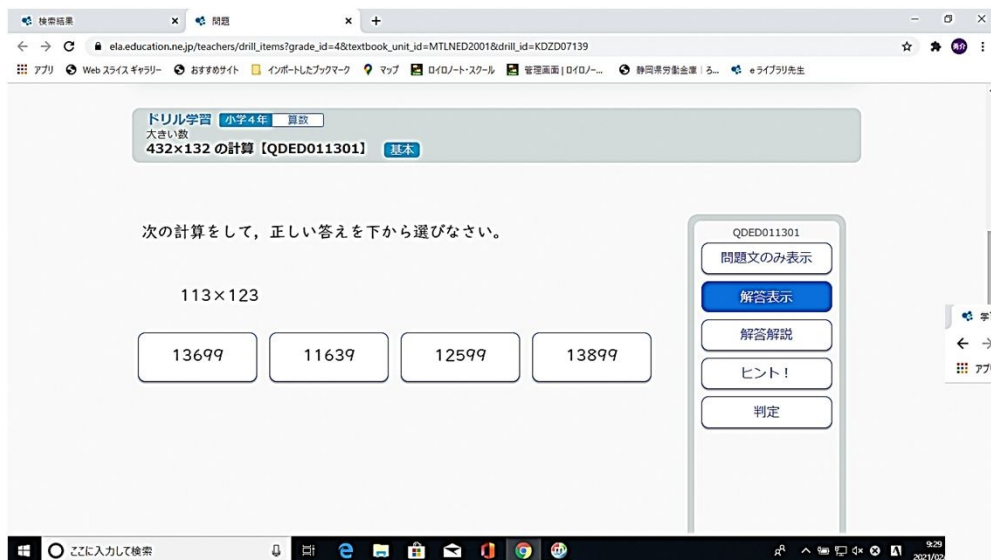 検索結果
問題
ela.education.ne.jp/teachers/drill_items?grade_id=4&textbook_unit_id=MTLNED2001&drill_id=KDZD07139
アプリ Web スライス ギャラリー おすすめサイト インポートしたブックマーク マップ ロイロノート・スクール 管理画面 | ロイロノー... 静岡県労働金庫 | ろ... eライブラリ先生
ドリル学習 小学4年 算数
大きい数
432×132 の計算【QDED011301】 基本
次の計算をして，正しい答えを下から選びなさい。
113×123
13699 11639 12599 13899
QDED011301
問題文のみ表示
解答表示
解答解説
ヒント！
判定
ここに入力して検索
9:29